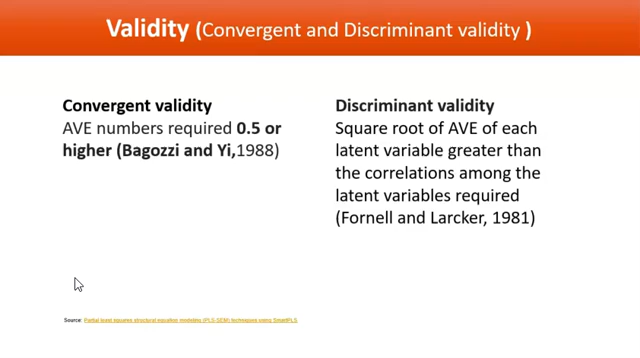 Validity (Convergent and Discriminant validity )
Convergent validity
AVE numbers required 0.5 or
higher (Bagozzi and Yi,1988)
Discriminant validity
Square root of AVE of each
latent variable greater than
the correlations among the
latent variables required
(Fornell and Larcker, 1981)
Source: Partial least squares structural equation modeling (PLS-SEM) techniques using SmartPLS